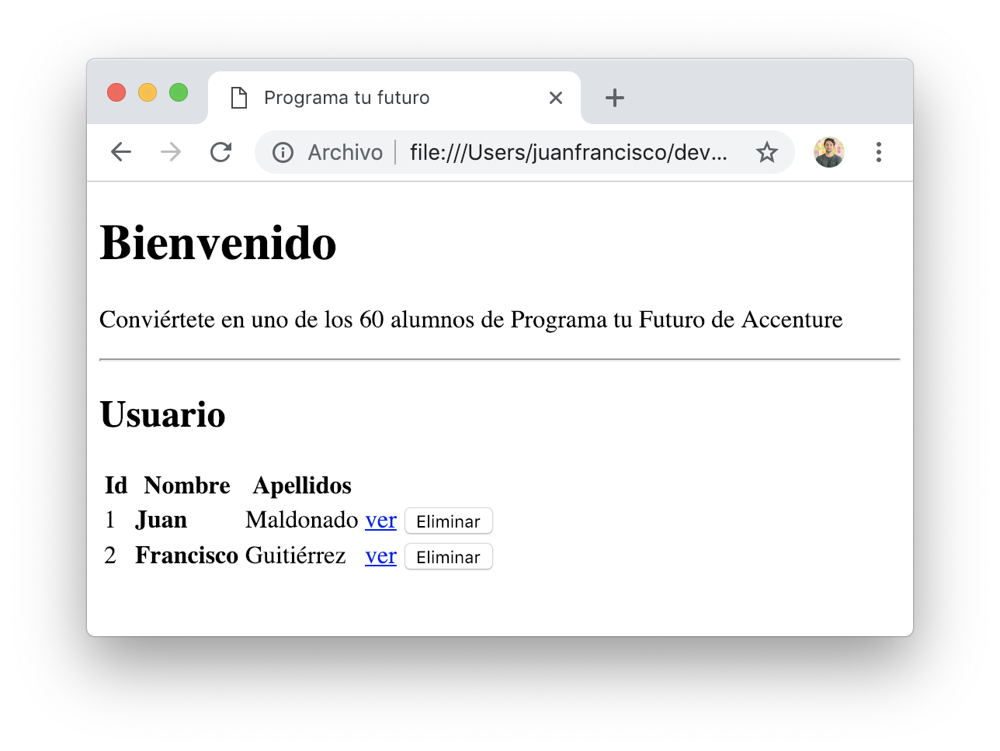 Programa tu futuro
Archivo file:///Users/juanfrancisco/dev...
Bienvenido
Conviértete en uno de los 60 alumnos de Programa tu Futuro de Accenture
Usuario
Id Nombre Apellidos
1 Juan Maldonado ver Eliminar
2 Francisco Guitiérrez ver Eliminar